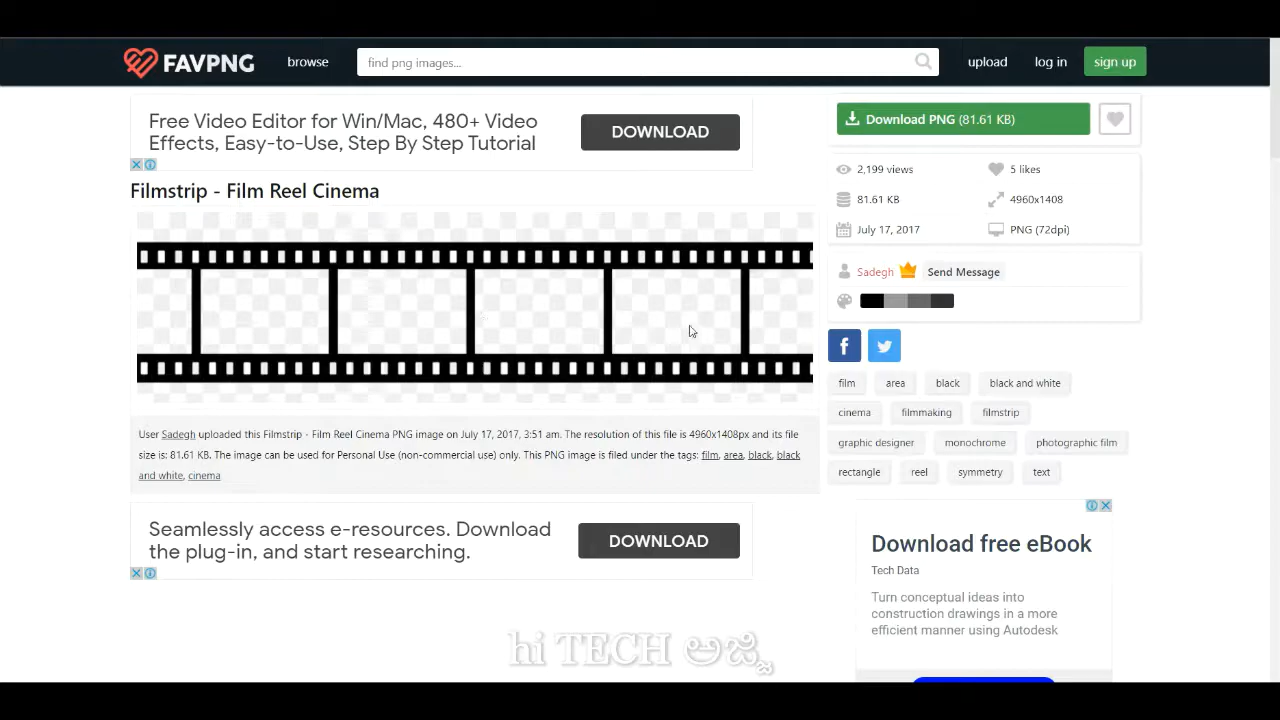 FAVPNG browse find png images... upload log in sign up
Free Video Editor for Win/Mac, 480+ Video
Effects, Easy-to-Use, Step By Step Tutorial
DOWNLOAD
Filmstrip - Film Reel Cinema
User Sadegh uploaded this Filmstrip - Film Reel Cinema PNG image on July 17, 2017, 3:51 am. The resolution of this file is 4960x1408px and its file
size is: 81.61 KB. The image can be used for Personal Use (non-commercial use) only. This PNG image is filed under the tags: film, area, black, black
and white, cinema
Seamlessly access e-resources. Download
the plug-in, and start researching.
DOWNLOAD
Download PNG (81.61 KB)
2,199 views 5 likes
81.61 KB 4960x1408
July 17, 2017 PNG (72dpi)
Sadegh Send Message
film area black black and white
cinema filmmaking filmstrip
graphic designer monochrome photographic film
rectangle reel symmetry text
Download free eBook
Tech Data
Turn conceptual ideas into
construction drawings in a more
efficient manner using Autodesk
hi TECH ಅಜ್ಜ